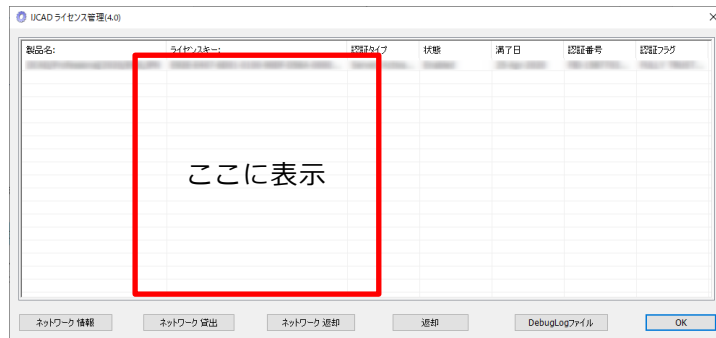 IJCAD ライセンス管理(4.0)
製品名: ライセンスキー: 認証タイプ 状態 満了日 認証番号 認証フラグ
ここに表示
ネットワーク 情報 ネットワーク 貸出 ネットワーク 返却 返却 DebugLogファイル OK